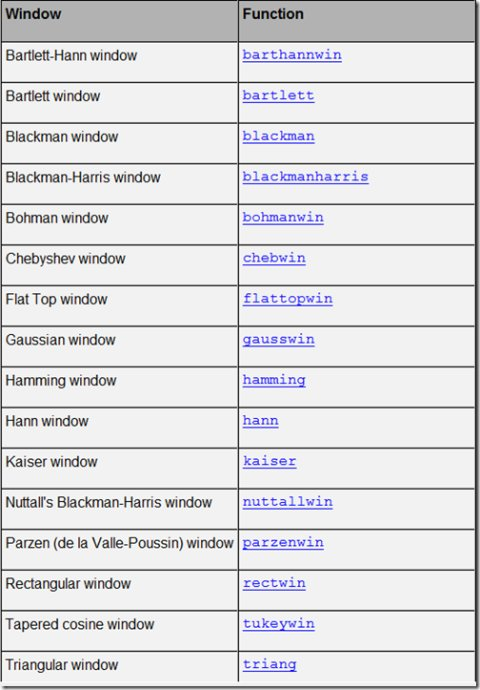 Window Function
Bartlett-Hann window barthannwin
Bartlett window bartlett
Blackman window blackman
Blackman-Harris window blackmanharris
Bohman window bohmanwin
Chebyshev window chebwin
Flat Top window flattopwin
Gaussian window gausswin
Hamming window hamming
Hann window hann
Kaiser window kaiser
Nuttall's Blackman-Harris window nuttallwin
Parzen (de la Valle-Poussin) window parzenwin
Rectangular window rectwin
Tapered cosine window tukeywin
Triangular window triang